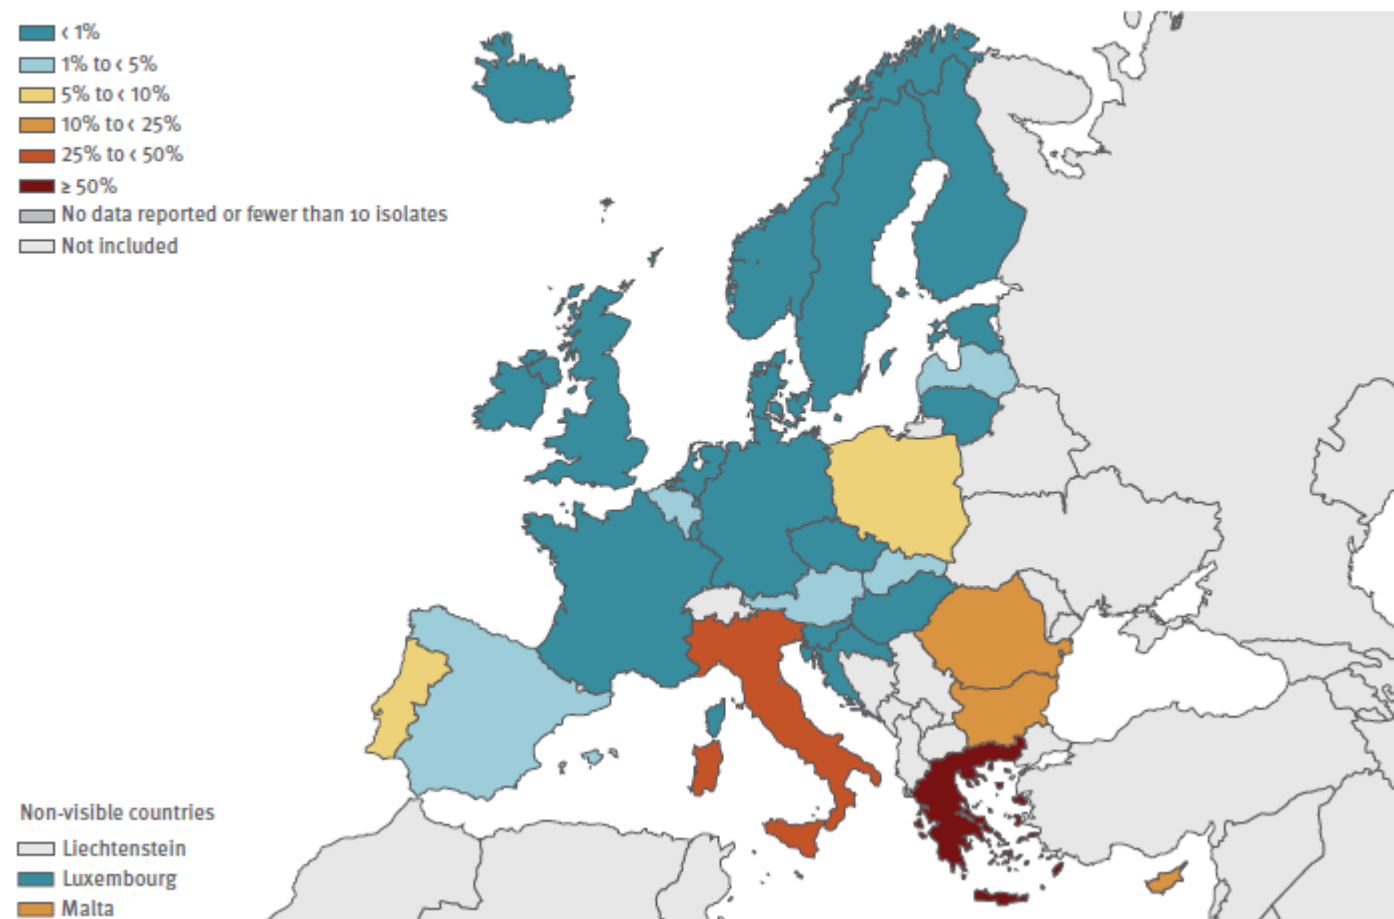 ‹ 1%
1% to ‹ 5%
5% to ‹ 10%
10% to ‹ 25%
25% to ‹ 50%
≥ 50%
No data reported or fewer than 10 isolates
Not included
Non-visible countries
Liechtenstein
Luxembourg
Malta